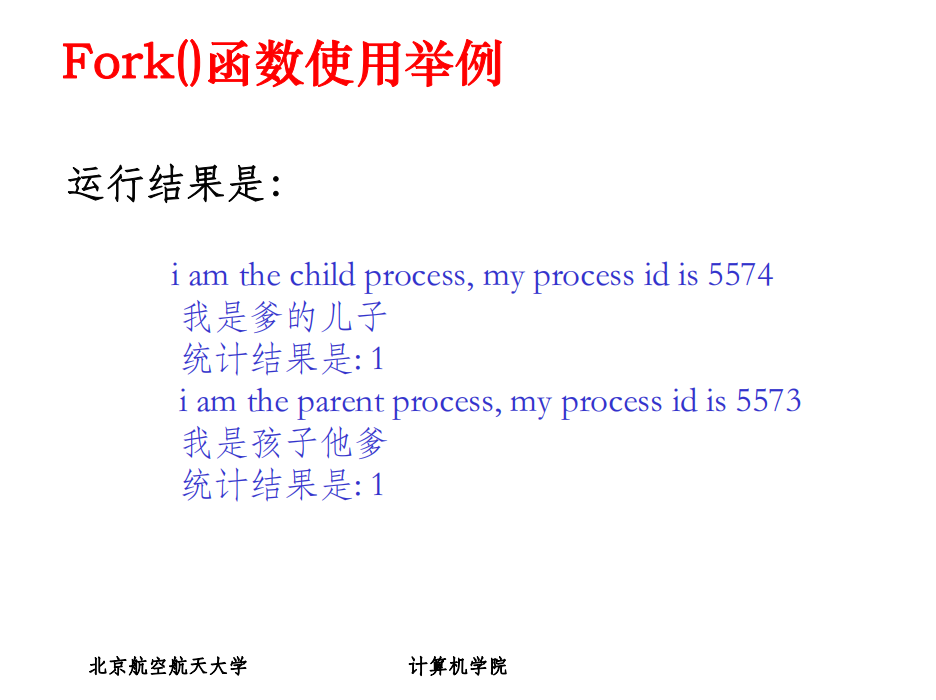 Fork()函数使用举例
运行结果是:
i am the child process, my process id is 5574
我是爹的儿子
统计结果是: 1
i am the parent process, my process id is 5573
我是孩子他爹
统计结果是: 1
北京航空航天大学 计算机学院